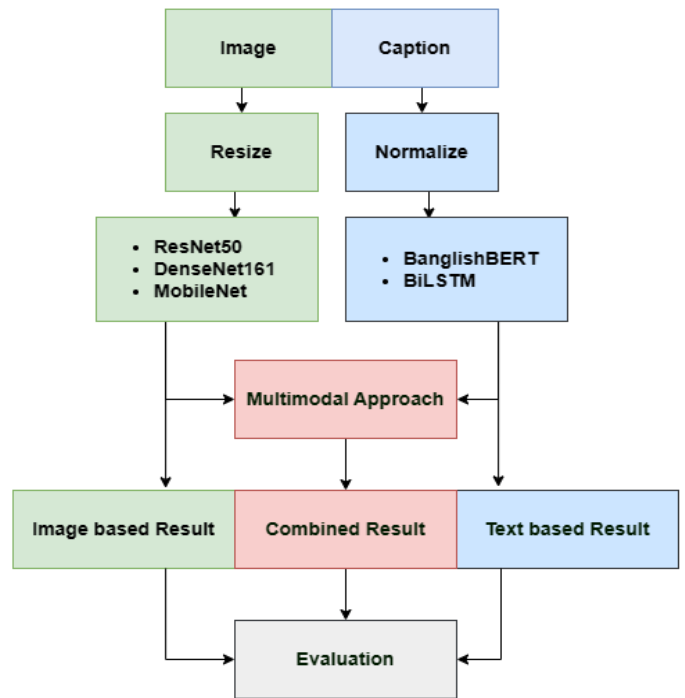 Image
Caption
Resize
Normalize
• ResNet50
• DenseNet161
• MobileNet
• BanglishBERT
• BiLSTM
Multimodal Approach
Image based Result
Combined Result
Text based Result
Evaluation